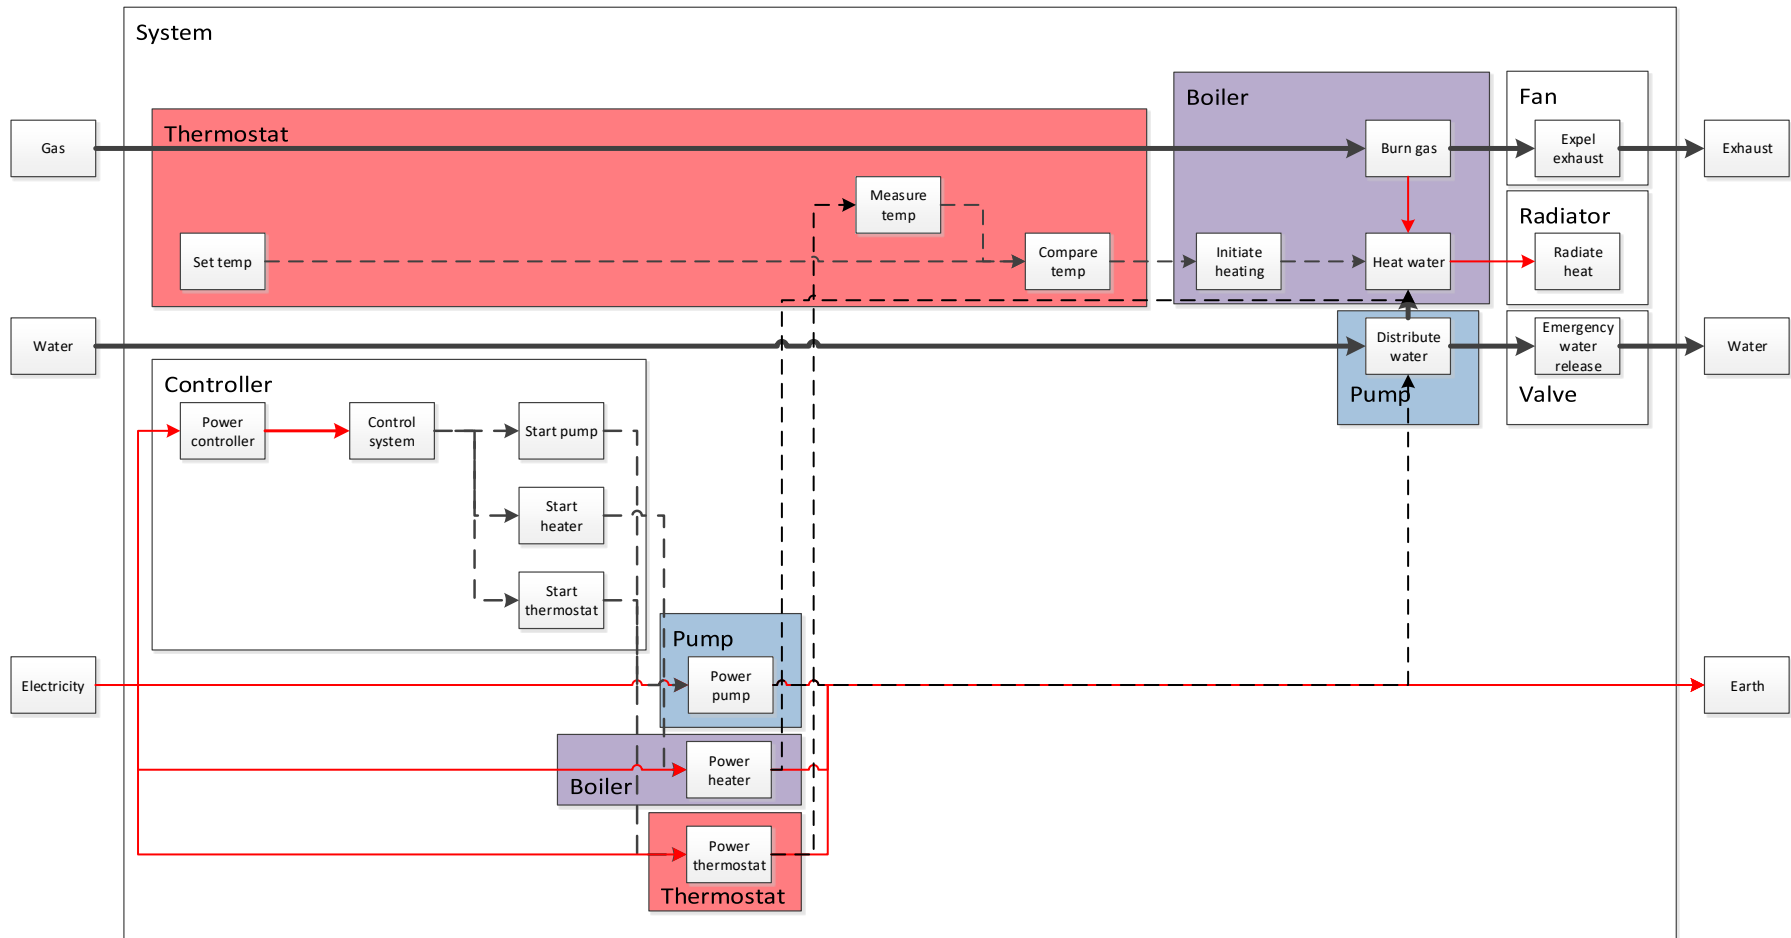 System
Boiler
Fan
Thermostat
Gas
Burn gas
Expel
exhaust
Exhaust
Measure
temp
Radiator
Set temp
Compare
temp
Initiate
heating
Heat water
Radiate
heat
Water
Distribute
water
Emergency
water
release
Water
Pump
Valve
Controller
Power
controller
Control
system
Start pump
Start
heater
Start
thermostat
Pump
Electricity
Power
pump
Earth
Power
heater
Boiler
Power
thermostat
Thermostat